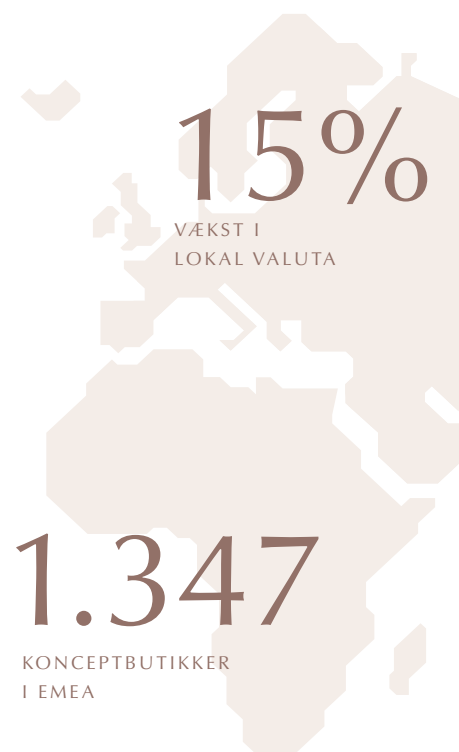 15%
VÆKST I
LOKAL VALUTA
1.347
KONCEPTBUTIKKER
I EMEA